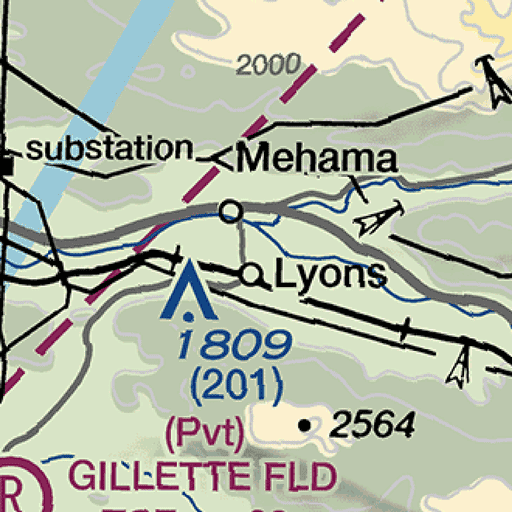 2000
substation
Mehama
Lyons
1809
(201)
2564
(Pvt)
R
GILLETTE FLD